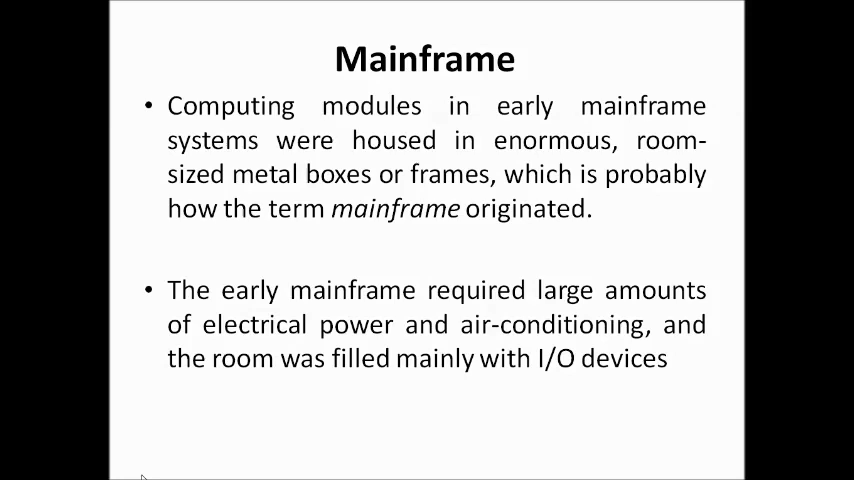 Mainframe
• Computing modules in early mainframe
systems were housed in enormous, room-
sized metal boxes or frames, which is probably
how the term mainframe originated.
• The early mainframe required large amounts
of electrical power and air-conditioning, and
the room was filled mainly with I/O devices